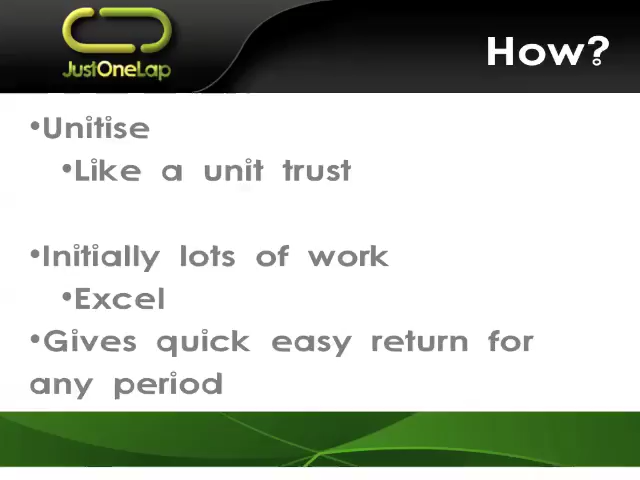 JustOneLap
How?
•Unitise
•Like a unit trust
•Initially lots of work
•Excel
•Gives quick easy return for
any period